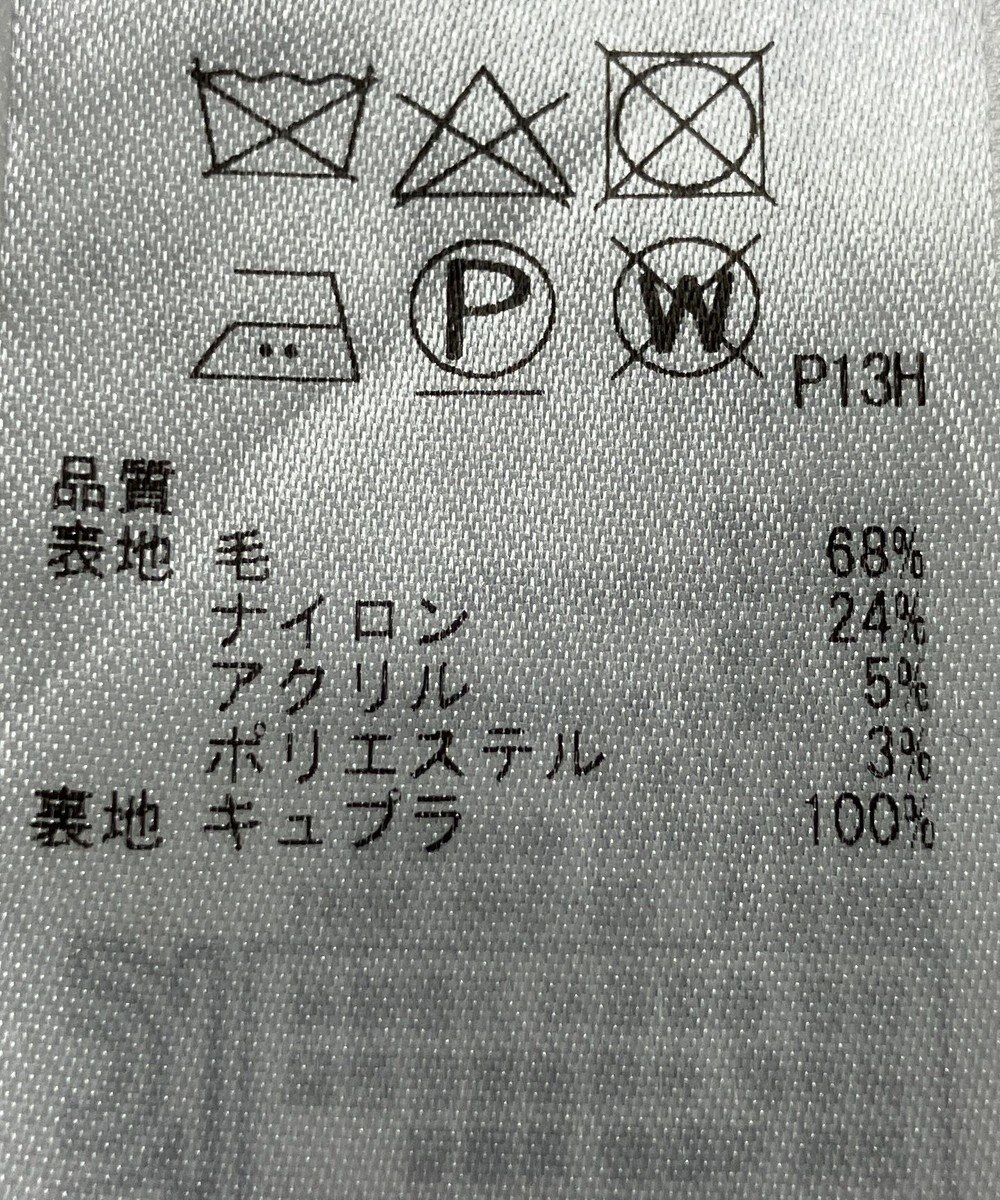 P W P13H
品質
表地 毛 68%
ナイロン 24%
アクリル 5%
ポリエステル 3%
裏地 キュプラ 100%